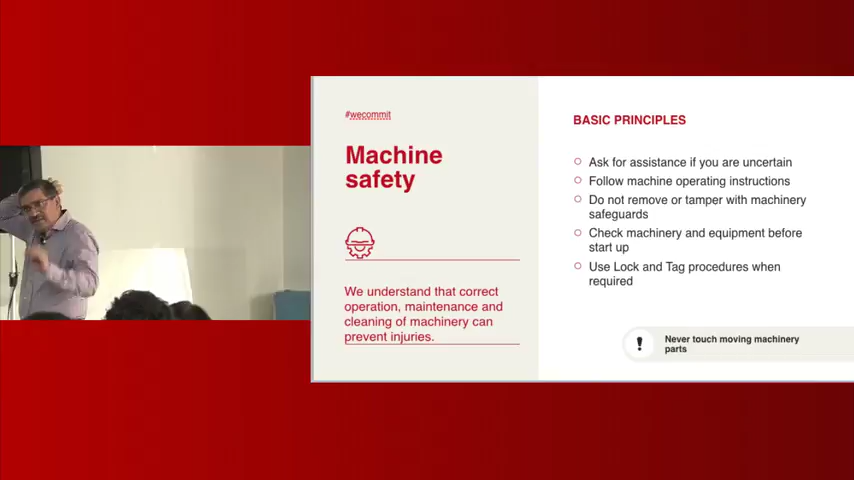 #wecommit
Machine
safety
We understand that correct
operation, maintenance and
cleaning of machinery can
prevent injuries.
BASIC PRINCIPLES
Ask for assistance if you are uncertain
Follow machine operating instructions
Do not remove or tamper with machinery
safeguards
Check machinery and equipment before
start up
Use Lock and Tag procedures when
required
!
Never touch moving machinery
parts